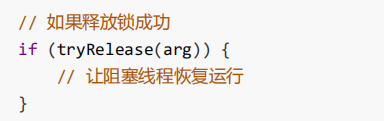 // 如果释放锁成功
if (tryRelease(arg)) {
    // 让阻塞线程恢复运行
}